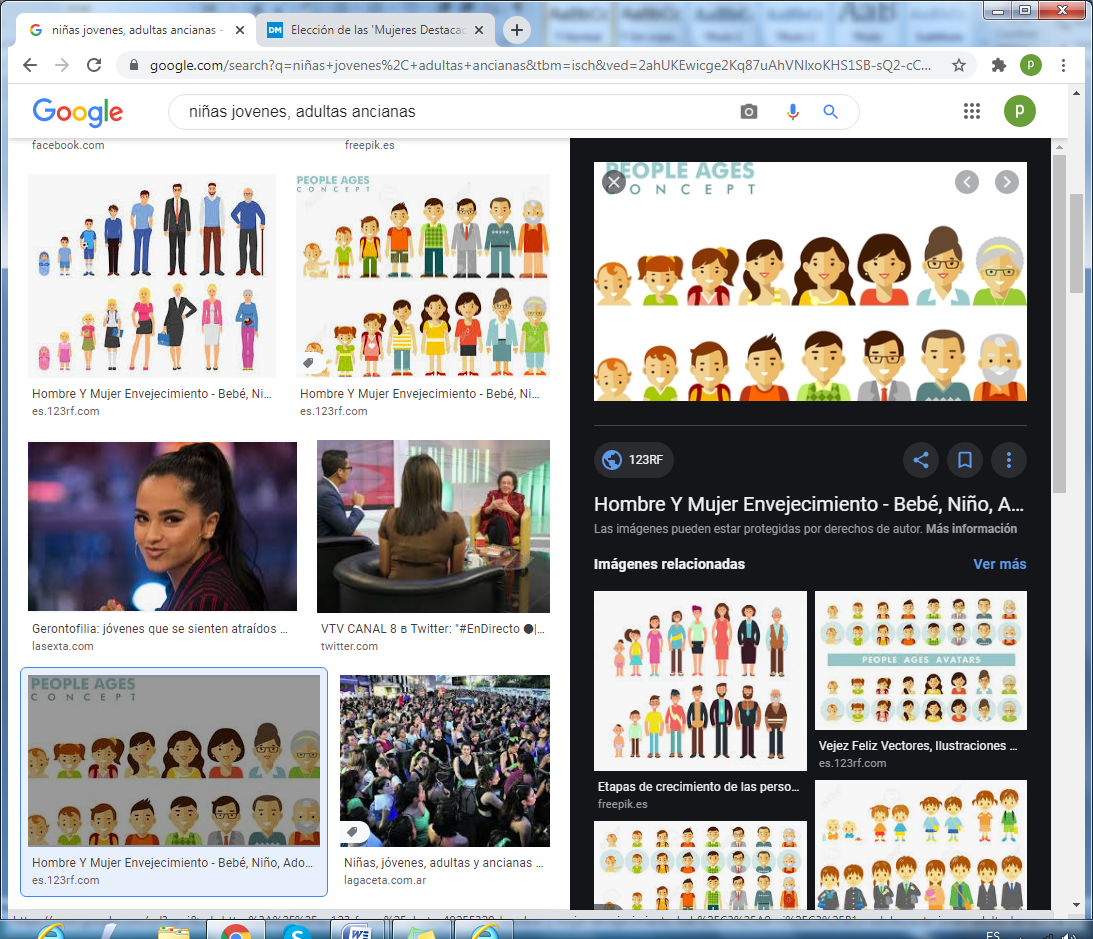 niñas jovenes, adultas ancianas -
Elección de las 'Mujeres Destacad
google.com/search?q=niñas+jovenes%2C+adultas+ancianas&tbm=isch&ved=2ahUKEwicge2Kq87uAhVNIxoKHS1SB-sQ2-cC...
P
Google
niñas jovenes, adultas ancianas
P
facebook.com
freepik.es
PEOPLE AGES
CONCEPT
Hombre Y Mujer Envejecimiento - Bebé, Ni...
es.123rf.com
Hombre Y Mujer Envejecimiento - Bebé, Ni...
es.123rf.com
Gerontofilia: jóvenes que se sienten atraídos ...
lasexta.com
VTV CANAL 8 в Twitter: "#EnDirecto ●|...
twitter.com
PEOPLE AGES
CONCEPT
Hombre Y Mujer Envejecimiento - Bebé, Niño, Ado...
es.123rf.com
Niñas, jóvenes, adultas y ancianas ...
lagaceta.com.ar
PEOPLE AGES
CONCEPT
123RF
Hombre Y Mujer Envejecimiento - Bebé, Niño, A...
Las imágenes pueden estar protegidas por derechos de autor. Más información
Imágenes relacionadas
Ver más
Etapas de crecimiento de las perso...
freepik.es
PEOPLE AGES AVATARS
Vejez Feliz Vectores, Ilustraciones ...
es.123rf.com
ES